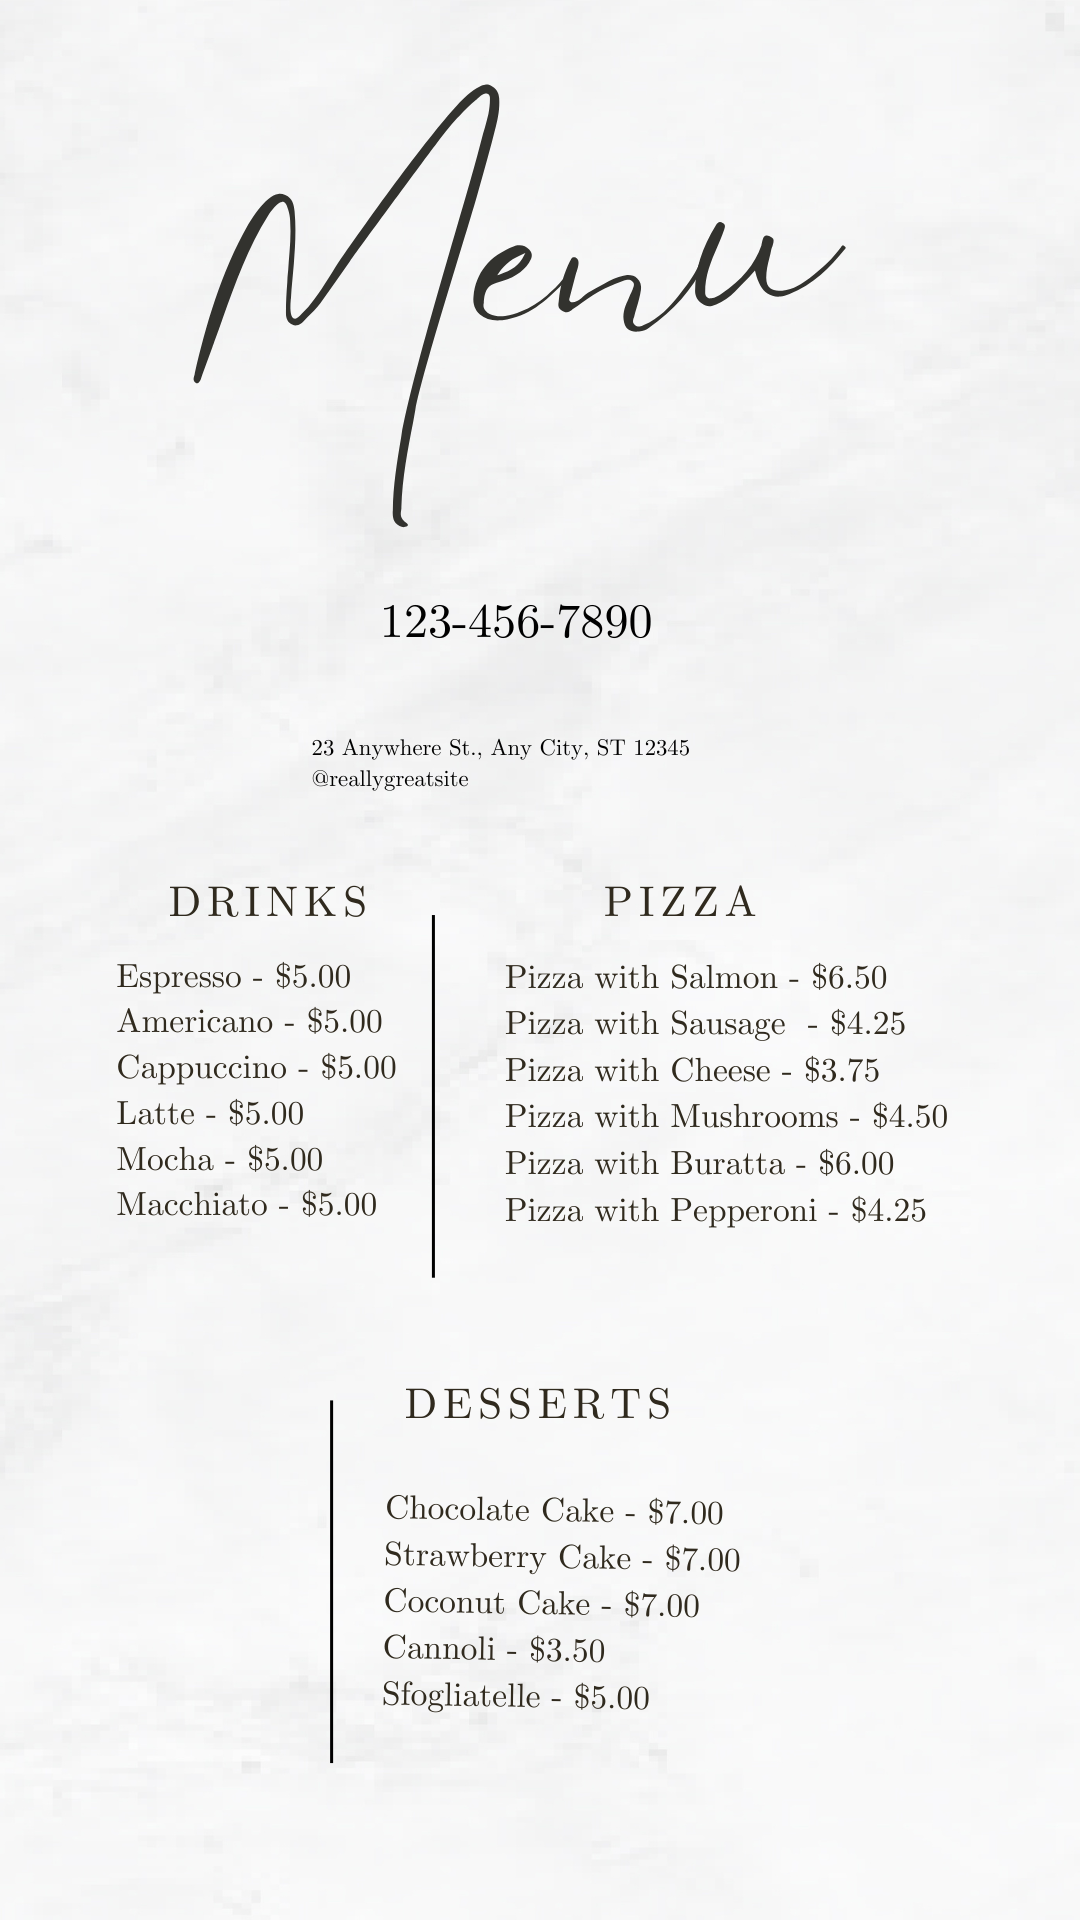 Menu
123-456-7890
23 Anywhere St., Any City, ST 12345
@reallygreatsite
DRINKS
Espresso - $5.00
Americano - $5.00
Cappuccino - $5.00
Latte - $5.00
Mocha - $5.00
Macchiato - $5.00
PIZZA
Pizza with Salmon - $6.50
Pizza with Sausage  - $4.25
Pizza with Cheese - $3.75
Pizza with Mushrooms - $4.50
Pizza with Buratta - $6.00
Pizza with Pepperoni - $4.25
DESSERTS
Chocolate Cake - $7.00
Strawberry Cake - $7.00
Coconut Cake - $7.00
Cannoli - $3.50
Sfogliatelle - $5.00